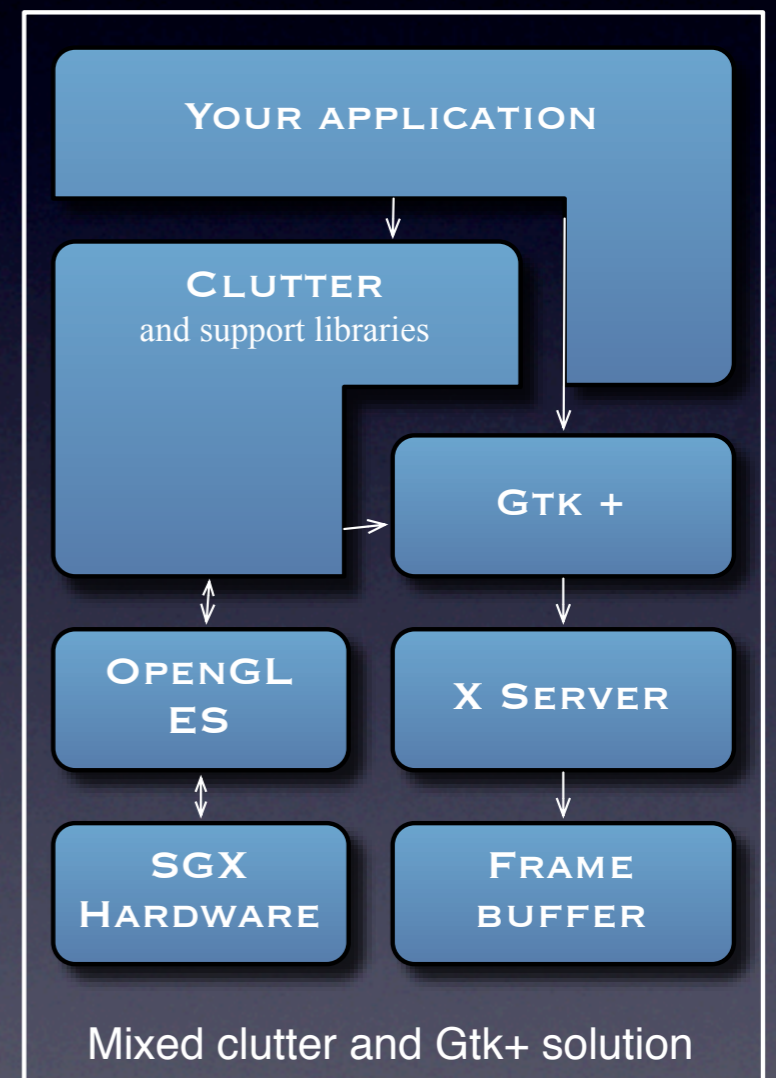 YOUR APPLICATION
CLUTTER
and support libraries
GTK +
OPENGL
ES
X SERVER
SGX
HARDWARE
FRAME
BUFFER
Mixed clutter and Gtk+ solution